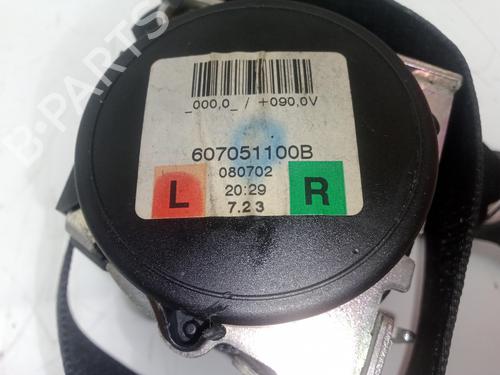 _000,0_ / +090,0V
607051100B
080702
L 20:29 R
7.23
B-PARTS